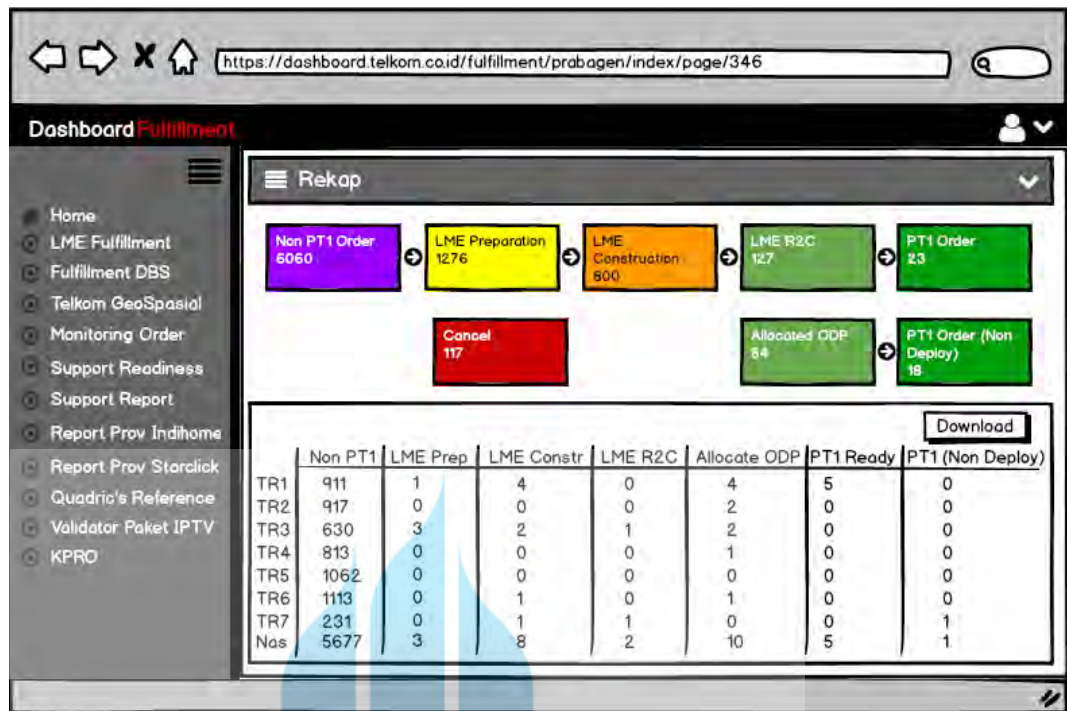 https://dashboard.telkom.co.id/fulfillment/prabagen/index/page/346
Dashboard Fulfillment
Rekap
Home
LME Fulfillment
Fulfillment DBS
Telkom GeoSpasial
Monitoring Order
Support Readiness
Support Report
Report Prov Indihome
Report Prov Starclick
Quadric's Reference
Validator Paket IPTV
KPRO
Non PT1 Order
6060
LME Preparation
1276
LME
Construction
800
LME R2C
127
PT1 Order
23
Cancel
117
Allocated ODP
64
PT1 Order (Non
Deploy)
18
Download
Non PT1 LME Prep LME Constr LME R2C Allocate ODP PT1 Ready PT1 (Non Deploy)
TR1 911 1 4 0 4 5 0
TR2 917 0 0 0 2 0 0
TR3 630 3 2 1 2 0 0
TR4 813 0 0 0 1 0 0
TR5 1062 0 0 0 0 0 0
TR6 1113 0 1 0 1 0 0
TR7 231 0 1 1 0 0 1
Nas 5677 3 8 2 10 5 1